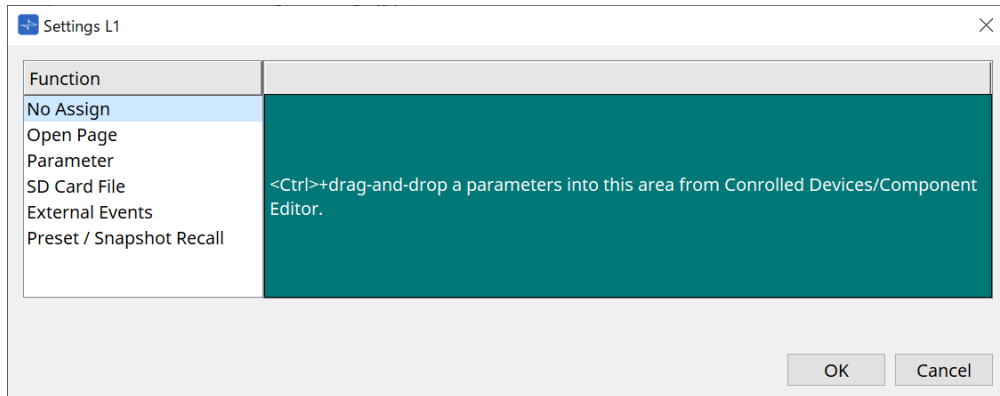 Settings L1
Function
No Assign
Open Page
Parameter
SD Card File
External Events
Preset / Snapshot Recall
<Ctrl>+drag-and-drop a parameters into this area from Conrolled Devices/Component
Editor.
OK
Cancel